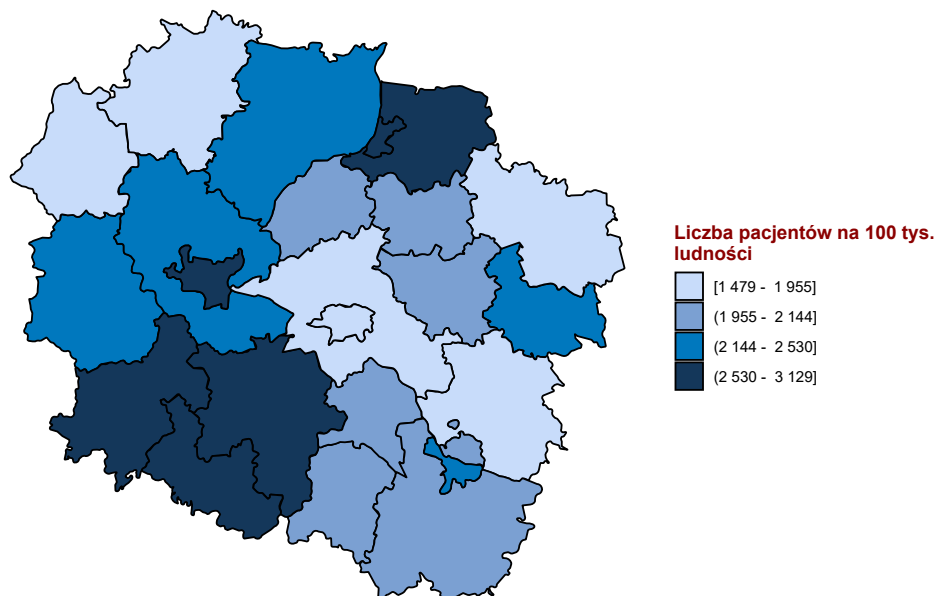 Liczba pacjentów na 100 tys.
ludności
[1 479 - 1 955]
(1 955 - 2 144]
(2 144 - 2 530]
(2 530 - 3 129]